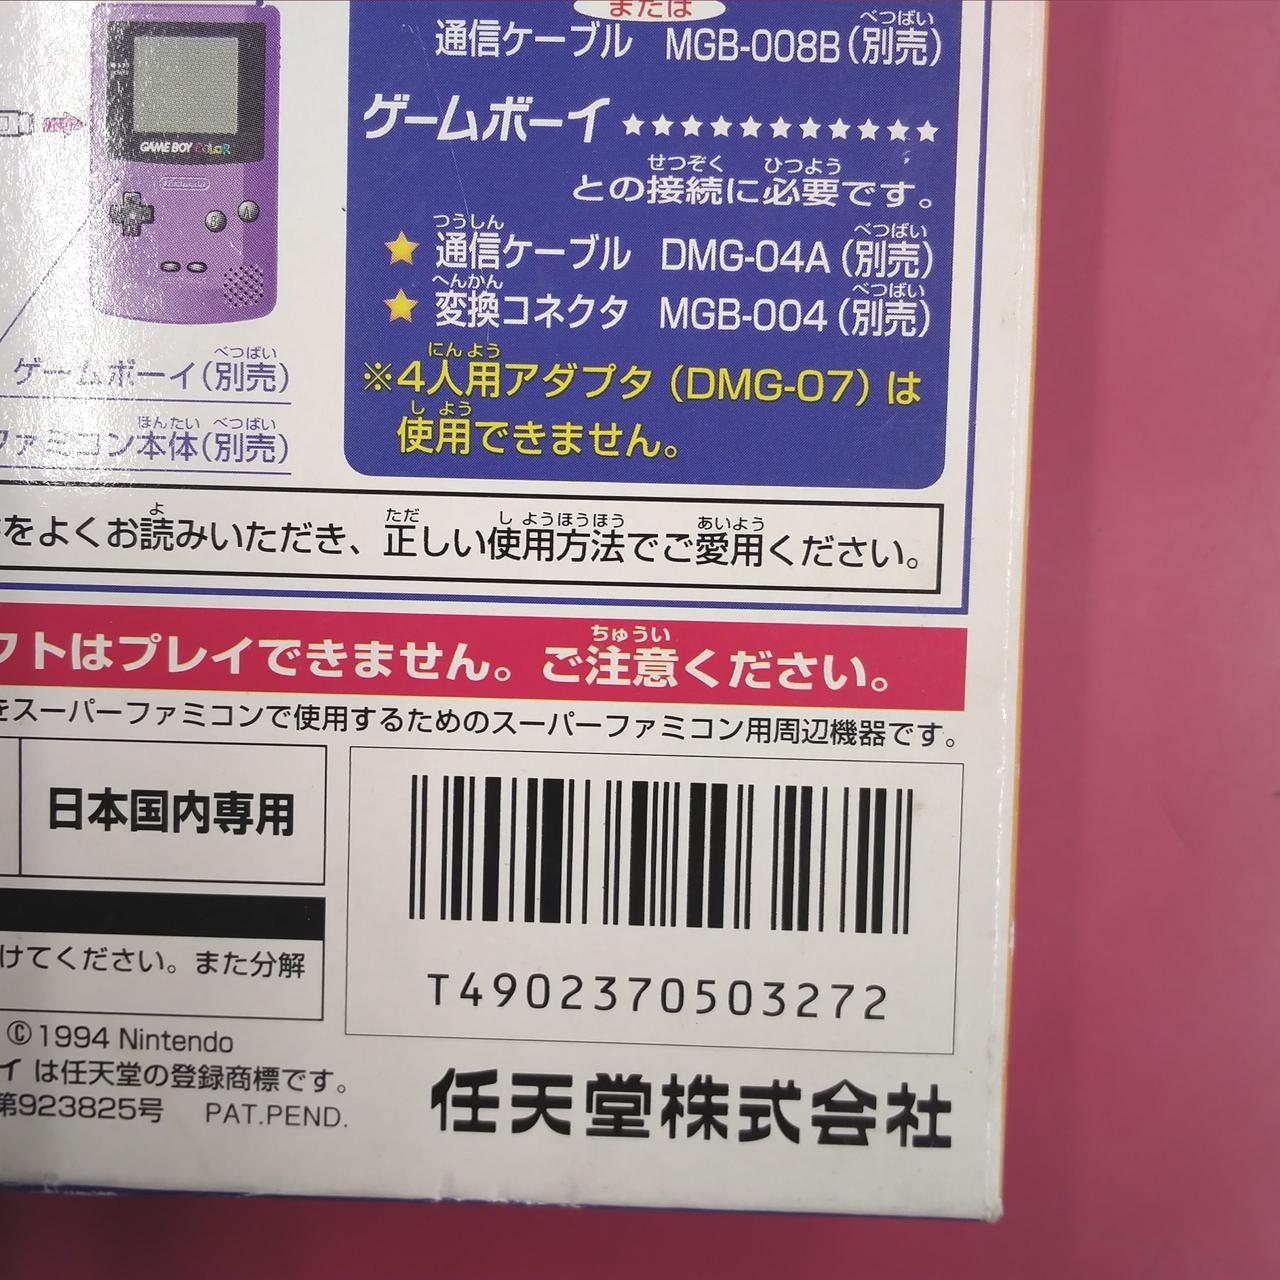 または
べつばい
通信ケーブル MGB-008B（別売）
ゲームボーイ ★★★★★★★★★★★
せつぞく ひつよう
との接続に必要です。
つうしん べつばい
★ 通信ケーブル DMG-04A（別売）
へんかん べつばい
★ 変換コネクタ MGB-004（別売）
にんよう
※4人用アダプタ（DMG-07）は
しよう
使用できません。
GAME BOY COLOR
Nintendo
B A
べつばい
ゲームボーイ（別売）
ほんたい べつばい
ファミコン本体（別売）
よ ただ しようほうほう あいよう
をよくお読みいただき、正しい使用方法でご愛用ください。
ちゅうい
フトはプレイできません。ご注意ください。
をスーパーファミコンで使用するためのスーパーファミコン用周辺機器です。
日本国内専用
けてください。また分解
T4902370503272
©1994 Nintendo
イ は任天堂の登録商標です。
第923825号 PAT.PEND.
任天堂株式会社